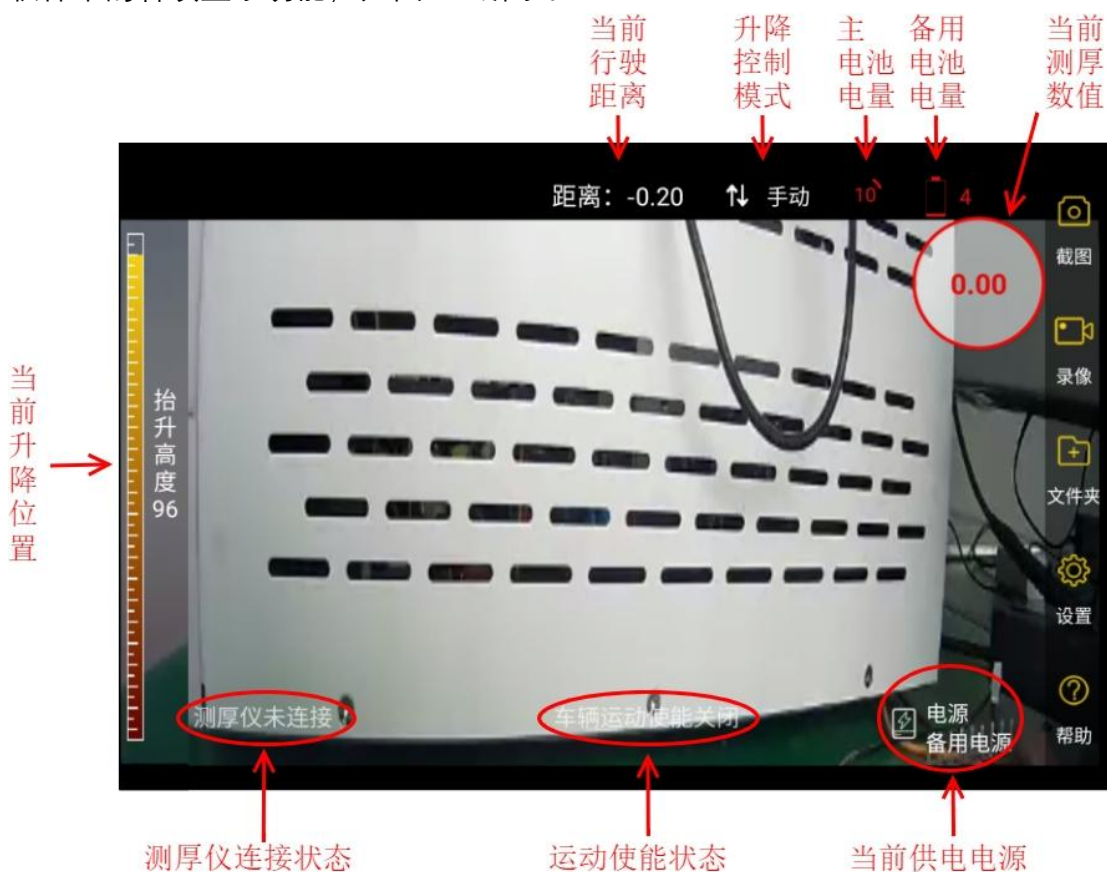 当前
行驶
距离
升降
控制
模式
主
电池
电量
备用
电池
电量
当前
测厚
数值
距离：-0.20
手动
10
4
截图
0.00
录像
当前升降位置
抬升高度
96
文件夹
设置
测厚仪未连接
车辆运动使能关闭
电源
备用电源
帮助
测厚仪连接状态
运动使能状态
当前供电电源